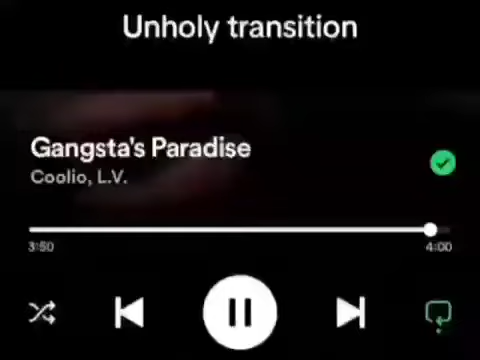 Unholy transition
Gangsta's Paradise
Coolio, L.V.
3:50 4:00